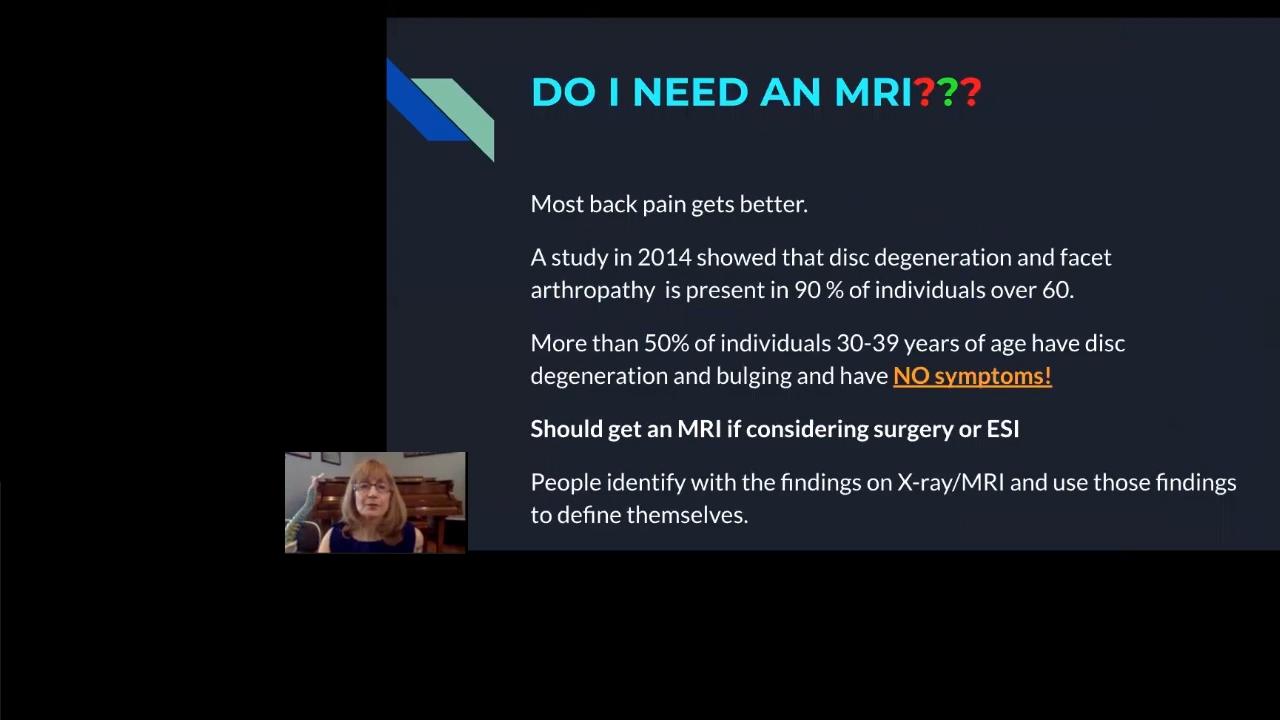 DO I NEED AN MRI???
Most back pain gets better.
A study in 2014 showed that disc degeneration and facet
arthropathy is present in 90 % of individuals over 60.
More than 50% of individuals 30-39 years of age have disc
degeneration and bulging and have NO symptoms!
Should get an MRI if considering surgery or ESI
People identify with the findings on X-ray/MRI and use those findings
to define themselves.